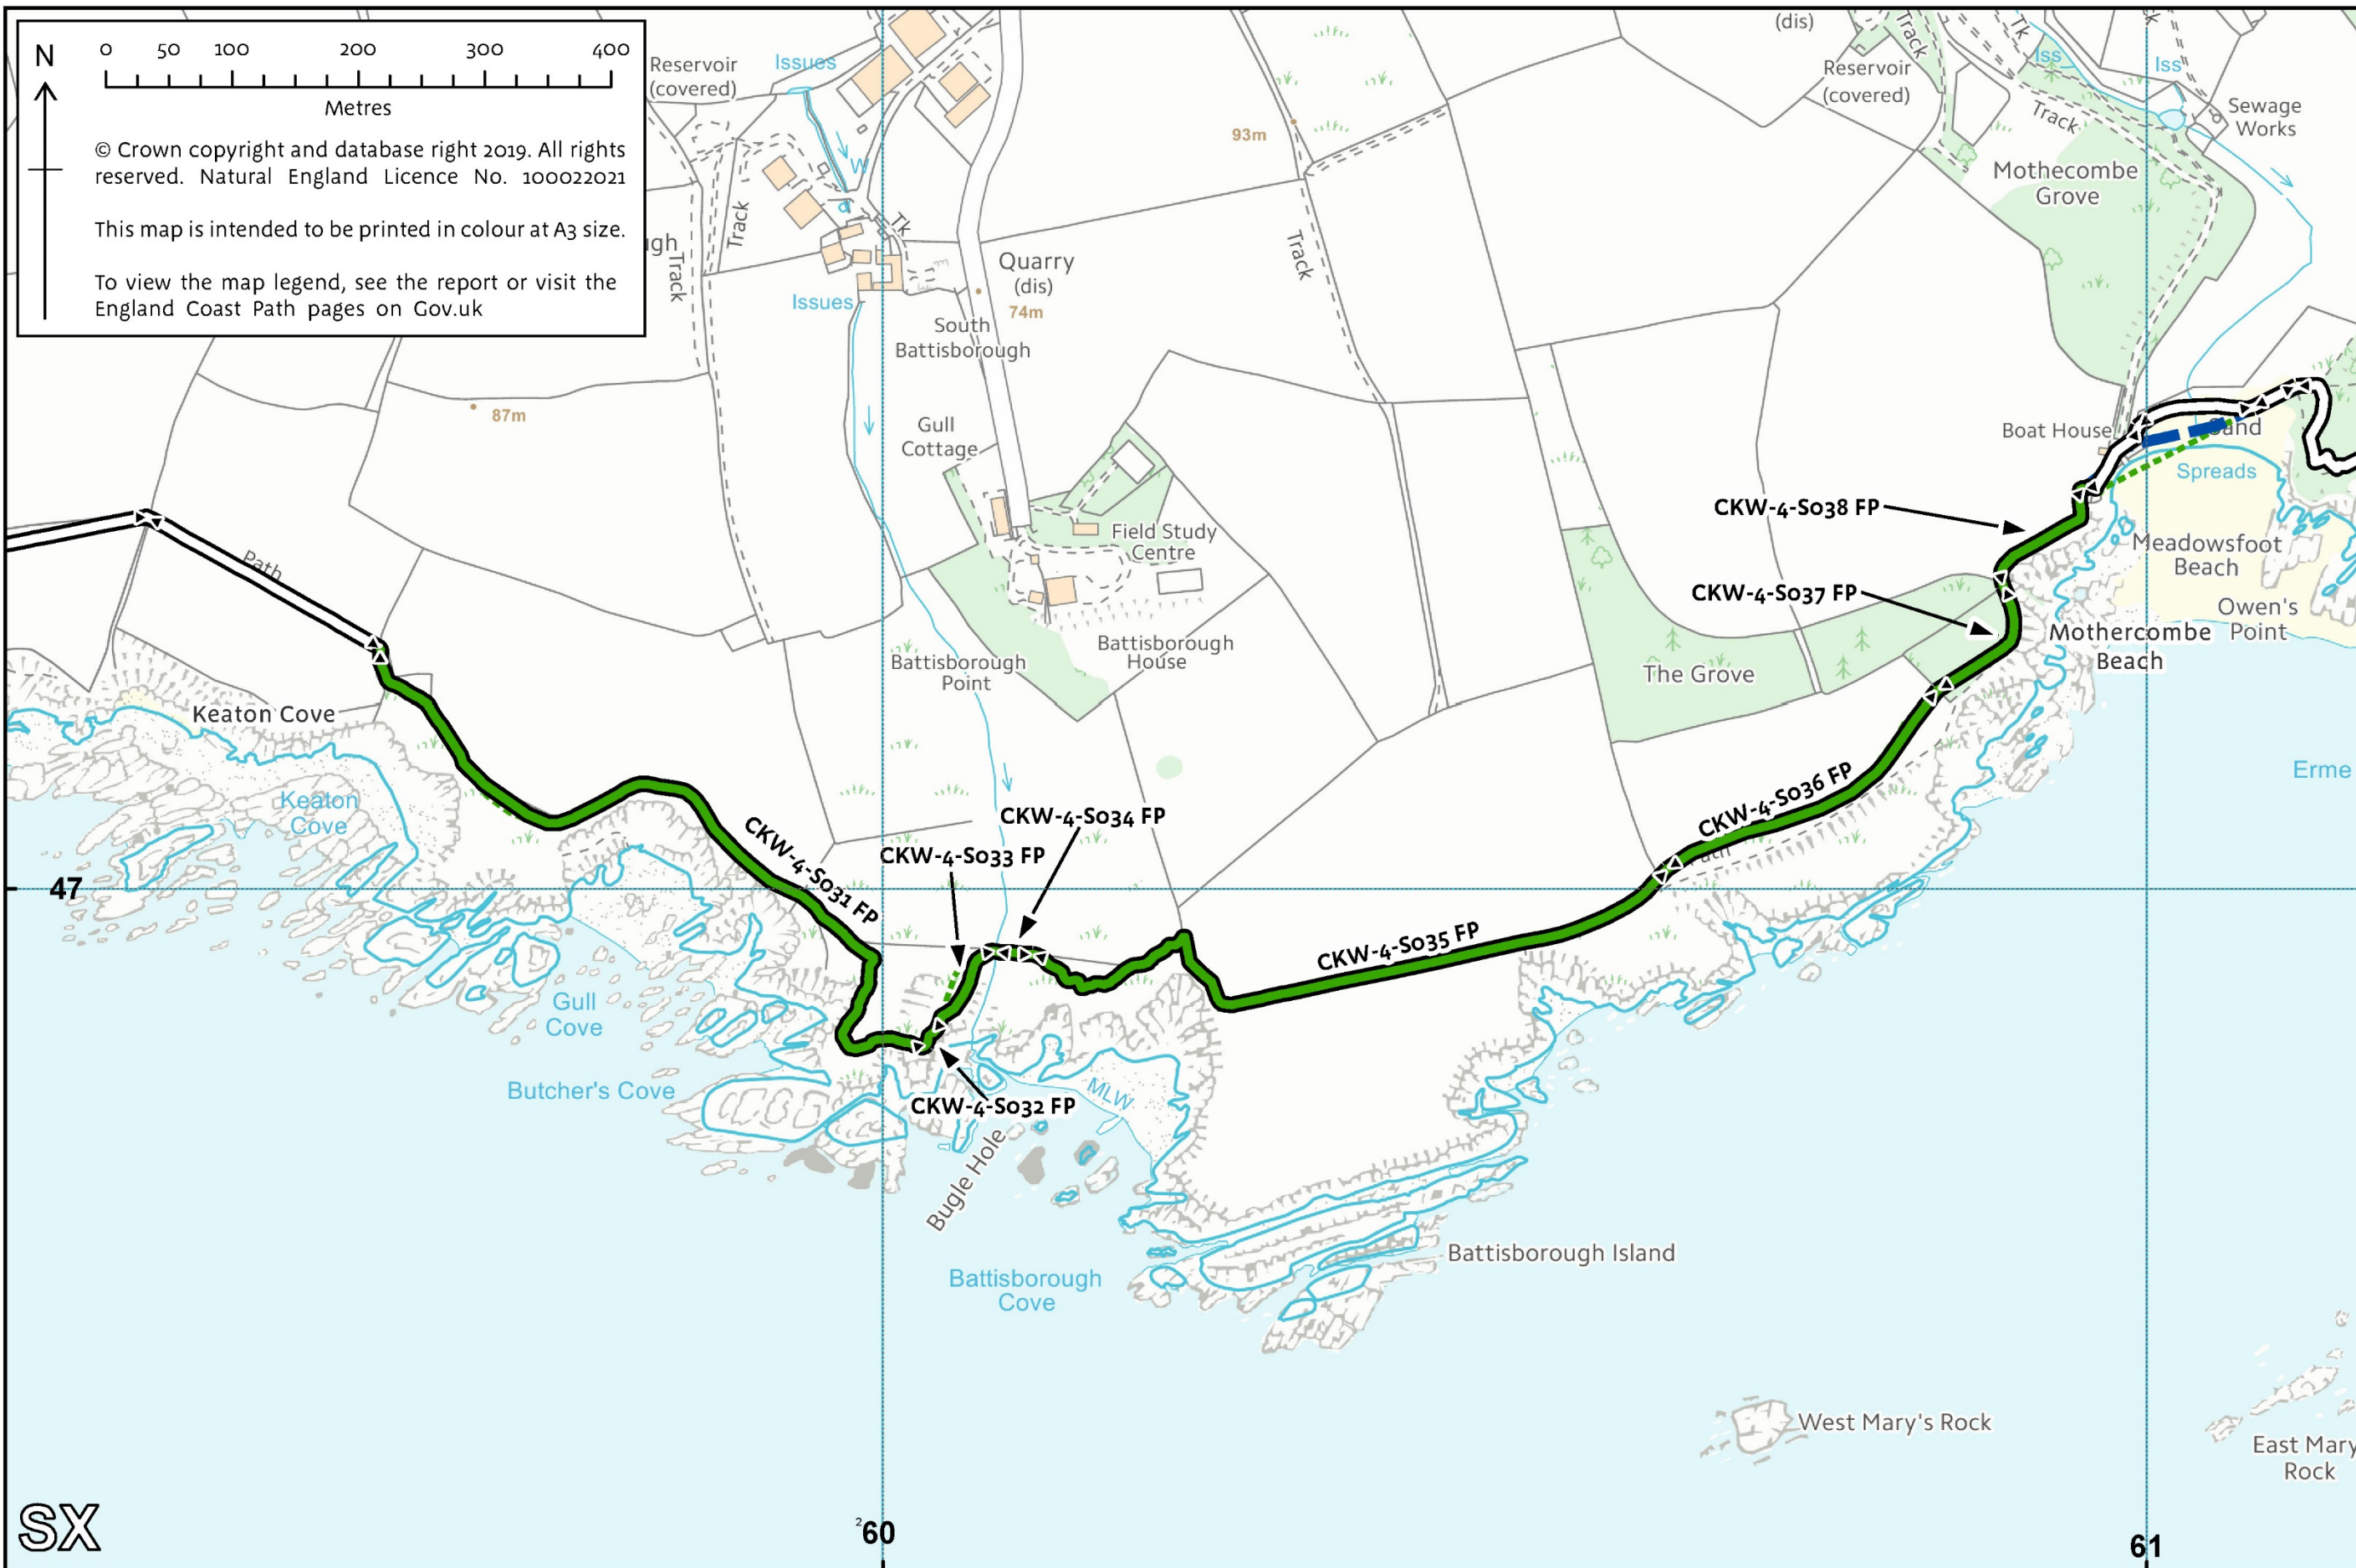 N
0 50 100 200 300 400
Metres
© Crown copyright and database right 2019. All rights
reserved. Natural England Licence No. 100022021
This map is intended to be printed in colour at A3 size.
To view the map legend, see the report or visit the
England Coast Path pages on Gov.uk
Reservoir
(covered)
Issues
W
Tk
Track
Track
Issues
Quarry
(dis)
74m
South
Battisborough
93m
Track
(dis)
Reservoir
(covered)
Track
Tk
Tk
Iss
Iss
Track
Sewage
Works
Mothecombe
Grove
87m
Gull
Cottage
Field Study
Centre
Battisborough
House
Battisborough
Point
Path
Boat House
Sand
Spreads
CKW-4-S038 FP
Meadowsfoot
Beach
CKW-4-S037 FP
Owen's
Point
Mothercombe
Beach
The Grove
Keaton Cove
Keaton
Cove
Erme
CKW-4-S031 FP
CKW-4-S034 FP
CKW-4-S033 FP
CKW-4-S036 FP
47
CKW-4-S035 FP
Gull
Cove
Butcher's Cove
MLW
CKW-4-S032 FP
Bugle Hole
Battisborough Island
Battisborough
Cove
West Mary's Rock
East Mary
Rock
SX
²60
61